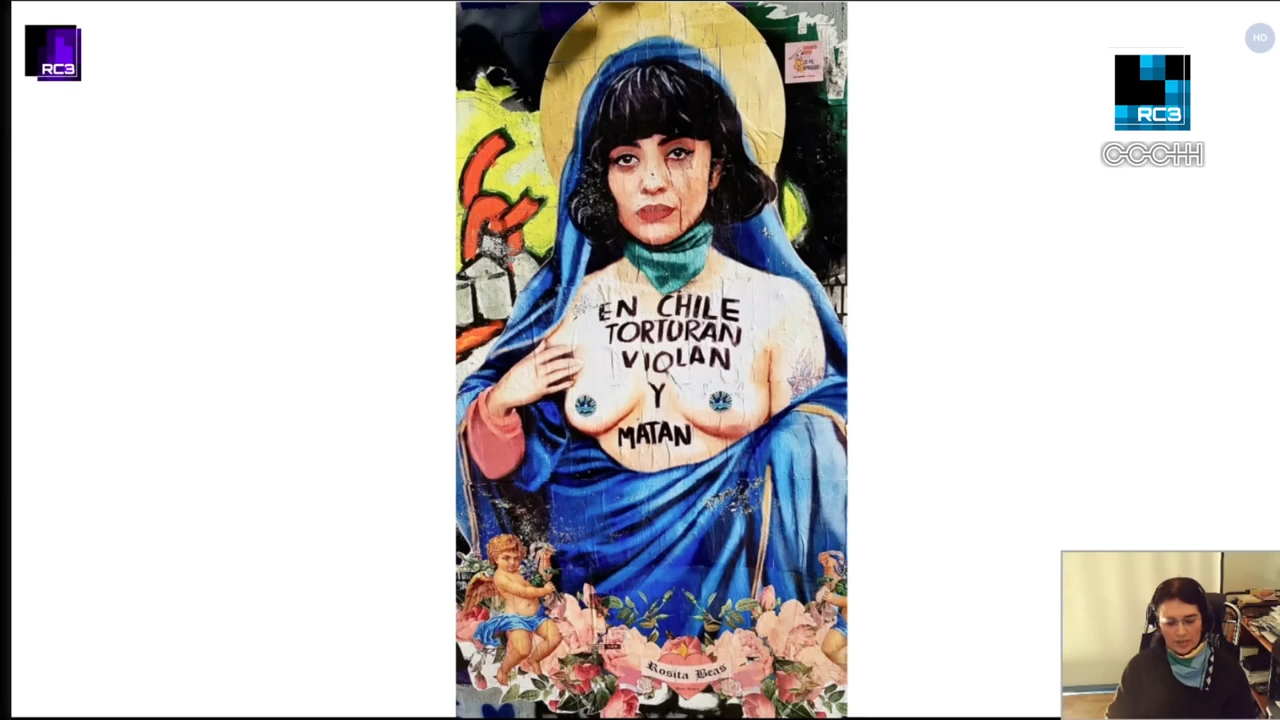 RC3
HD
RC3
CCCHH
EN CHILE
TORTURAN
VIOLAN
Y
MATAN
Rosita Beas